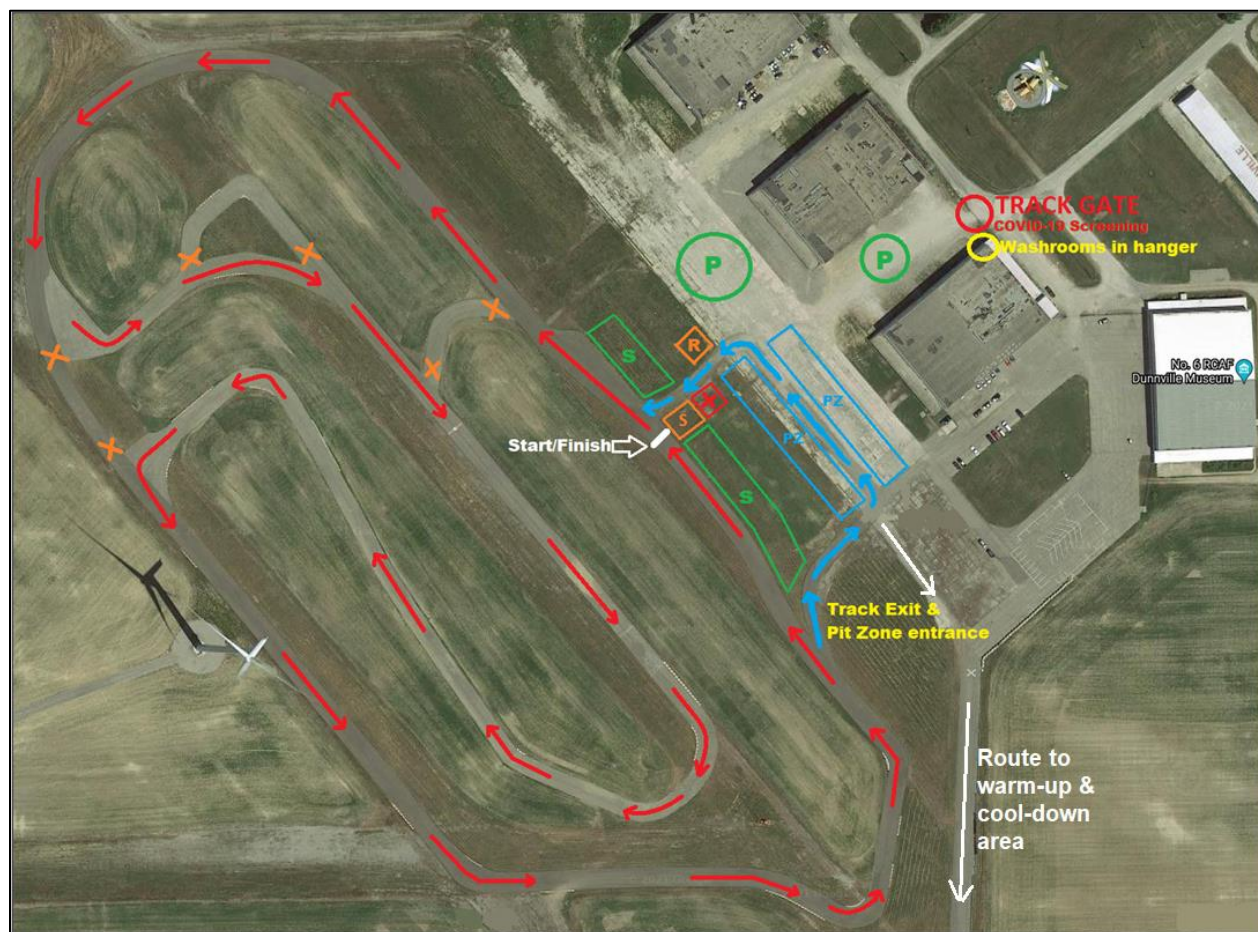 TRACK GATE
COVID-19 Screening
Washrooms in hanger
P
P
No. 6 RCAF
Dunnville Museum
R
S
PZ
PZ
S
Start/Finish
S
Track Exit &
Pit Zone entrance
Route to
warm-up &
cool-down
area